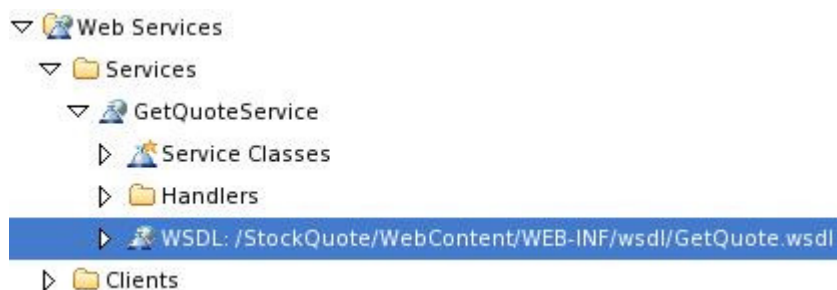 Web Services
Services
GetQuoteService
Service Classes
Handlers
WSDL: /StockQuote/WebContent/WEB-INF/wsdl/GetQuote.wsdl
Clients